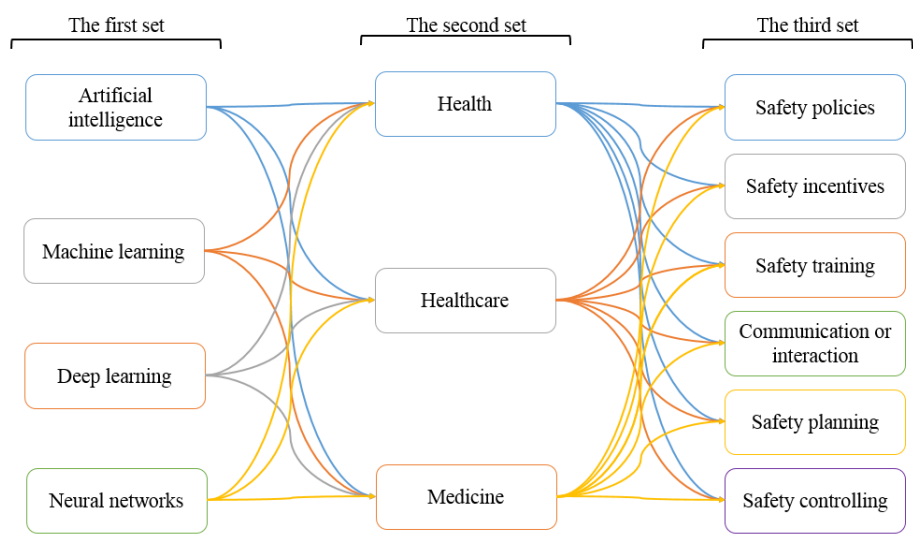 The first set
The second set
The third set
Artificial
intelligence
Machine learning
Deep learning
Neural networks
Health
Healthcare
Medicine
Safety policies
Safety incentives
Safety training
Communication or
interaction
Safety planning
Safety controlling